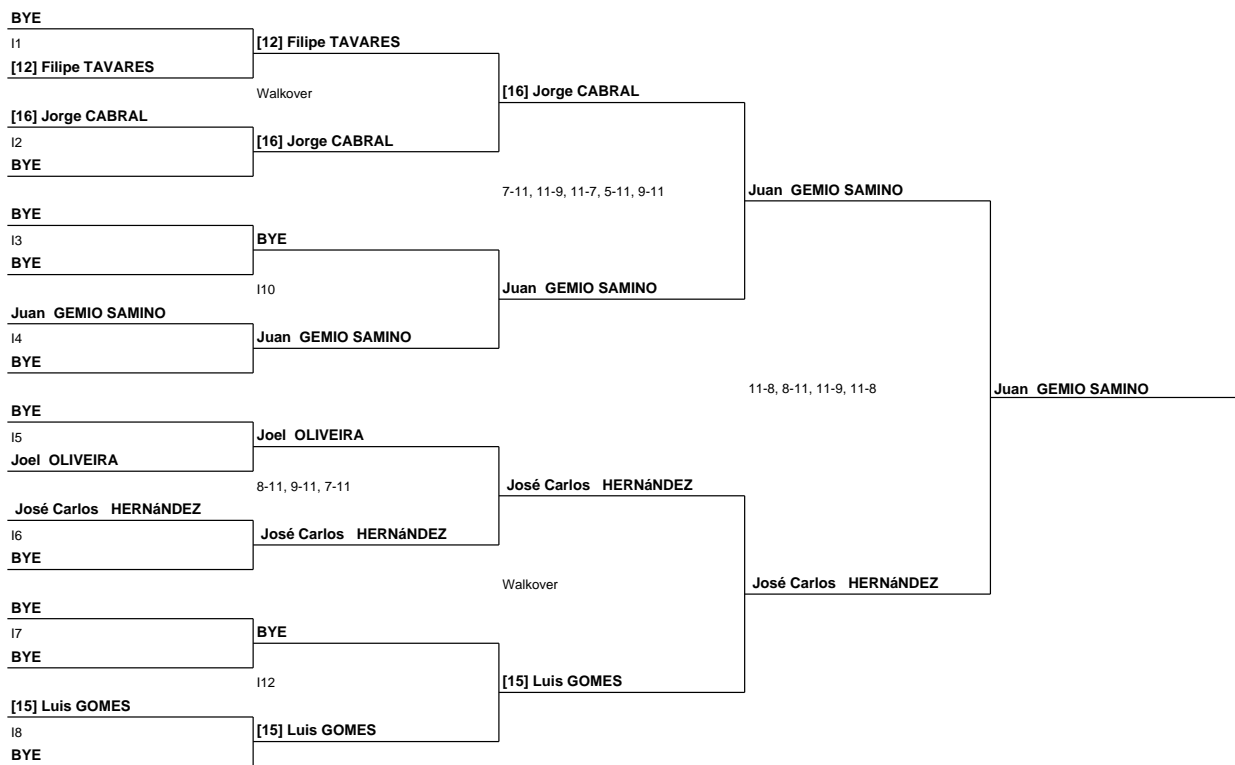 BYE
I1
[12] Filipe TAVARES
[12] Filipe TAVARES
Walkover
[16] Jorge CABRAL
[16] Jorge CABRAL
I2
[16] Jorge CABRAL
BYE
7-11, 11-9, 11-7, 5-11, 9-11
Juan GEMIO SAMINO
BYE
I3
BYE
BYE
I10
Juan GEMIO SAMINO
Juan GEMIO SAMINO
I4
Juan GEMIO SAMINO
BYE
11-8, 8-11, 11-9, 11-8
Juan GEMIO SAMINO
BYE
I5
Joel OLIVEIRA
Joel OLIVEIRA
8-11, 9-11, 7-11
José Carlos HERNáNDEZ
José Carlos HERNáNDEZ
I6
José Carlos HERNáNDEZ
BYE
Walkover
José Carlos HERNáNDEZ
BYE
I7
BYE
BYE
I12
[15] Luis GOMES
[15] Luis GOMES
I8
[15] Luis GOMES
BYE